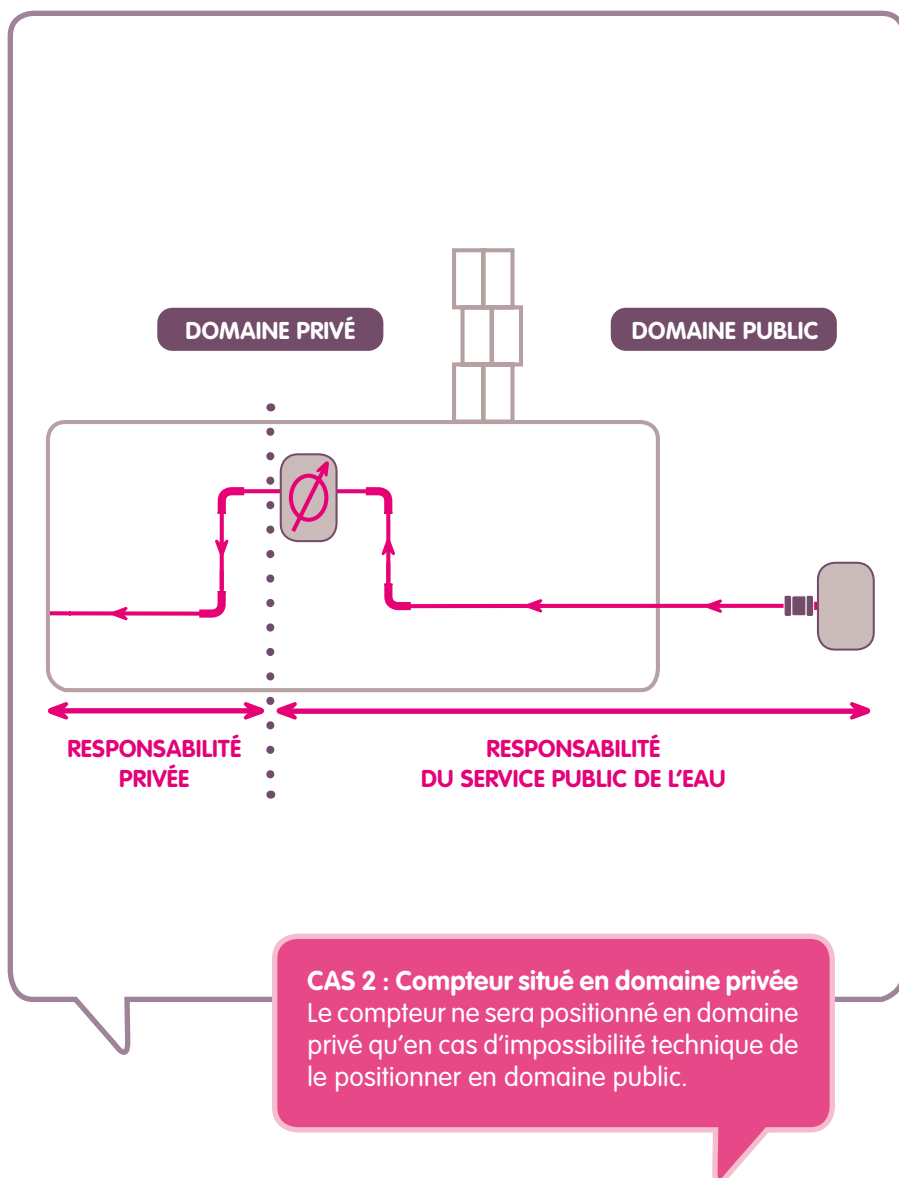 DOMAINE PRIVÉ
DOMAINE PUBLIC
RESPONSABILITÉ
PRIVÉE
RESPONSABILITÉ
DU SERVICE PUBLIC DE L’EAU
CAS 2 : Compteur situé en domaine privée
Le compteur ne sera positionné en domaine
privé qu’en cas d’impossibilité technique de
le positionner en domaine public.